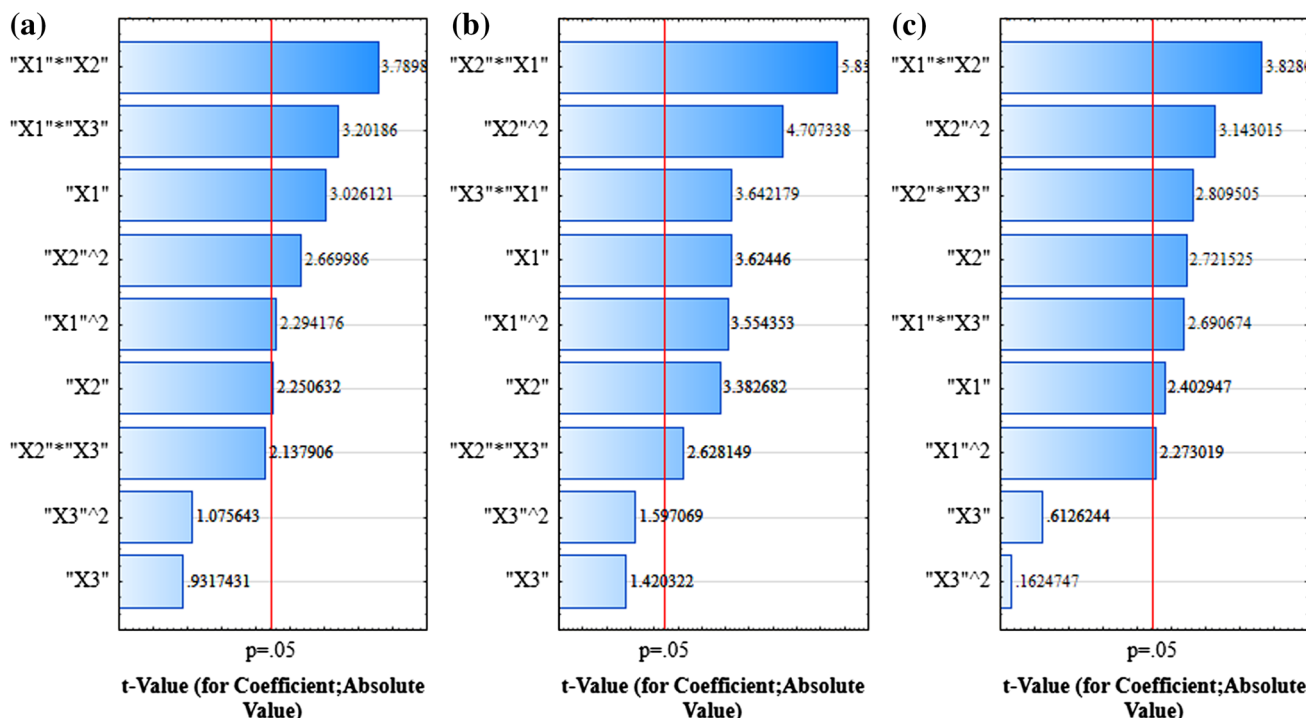 (a)
"X1"*"X2" 3.7898
"X1"*"X3" 3.20186
"X1" 3.026121
"X2"^2 2.669986
"X1"^2 2.294176
"X2" 2.250632
"X2"*"X3" 2.137906
"X3"^2 1.075643
"X3" .9317431
p=.05
t-Value (for Coefficient;Absolute
Value)
(b)
"X2"*"X1" 5.85
"X2"^2 4.707338
"X3"*"X1" 3.642179
"X1" 3.62446
"X1"^2 3.554353
"X2" 3.382682
"X2"*"X3" 2.628149
"X3"^2 1.597069
"X3" 1.420322
p=.05
t-Value (for Coefficient;Absolute
Value)
(c)
"X1"*"X2" 3.8286
"X2"^2 3.143015
"X2"*"X3" 2.809505
"X2" 2.721525
"X1"*"X3" 2.690674
"X1" 2.402947
"X1"^2 2.273019
"X3" .6126244
"X3"^2 .1624747
p=.05
t-Value (for Coefficient;Absolute
Value)